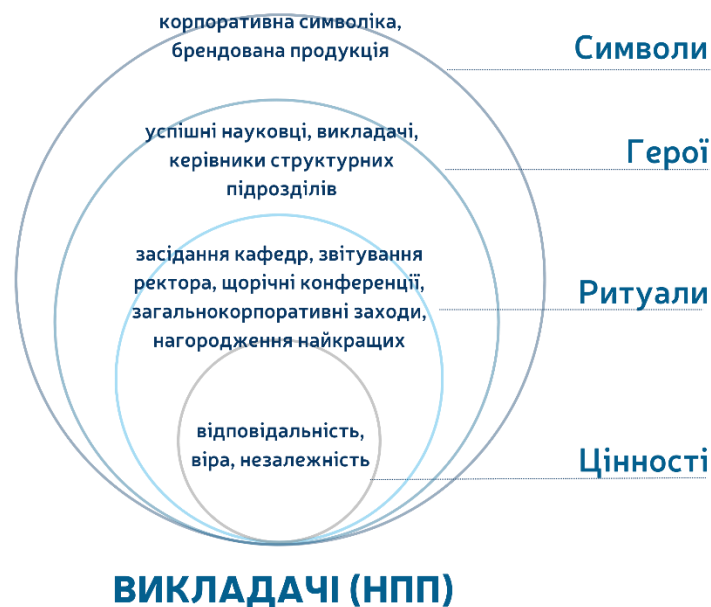 корпоративна символіка,
брендована продукція
Символи
успішні науковці, викладачі,
керівники структурних
підрозділів
Герої
засідання кафедр, звітування
ректора, щорічні конференції,
загальнокорпоративні заходи,
нагородження найкращих
Ритуали
відповідальність,
віра, незалежність
Цінності
ВИКЛАДАЧІ (НПП)